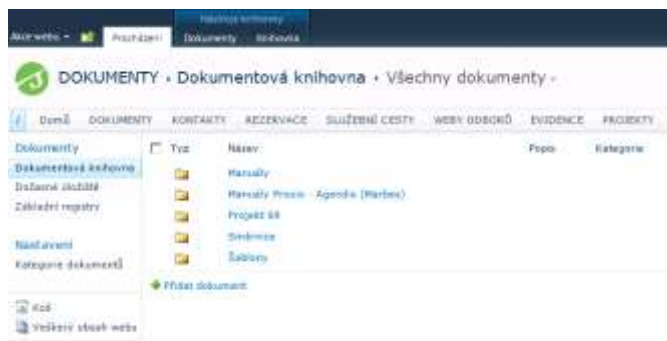 Nástroje knihovny
Akce webu
Procházení
Dokumenty
Knihovna
DOKUMENTY › Dokumentová knihovna › Všechny dokumenty
Domů DOKUMENTY KONTAKTY REZERVACE SLUŽEBNÍ CESTY WEBY ODBORŮ EVIDENCE PROJEKTY
Dokumenty
Dokumentová knihovna
Dočasné úložiště
Základní registry
Nastavení
Kategorie dokumentů
Koš
Veškerý obsah webu
Typ Název Popis Kategorie
Manuály
Manuály Proxio - Agendio (Marbes)
Projekt 69
Směrnice
Šablony
Přidat dokument